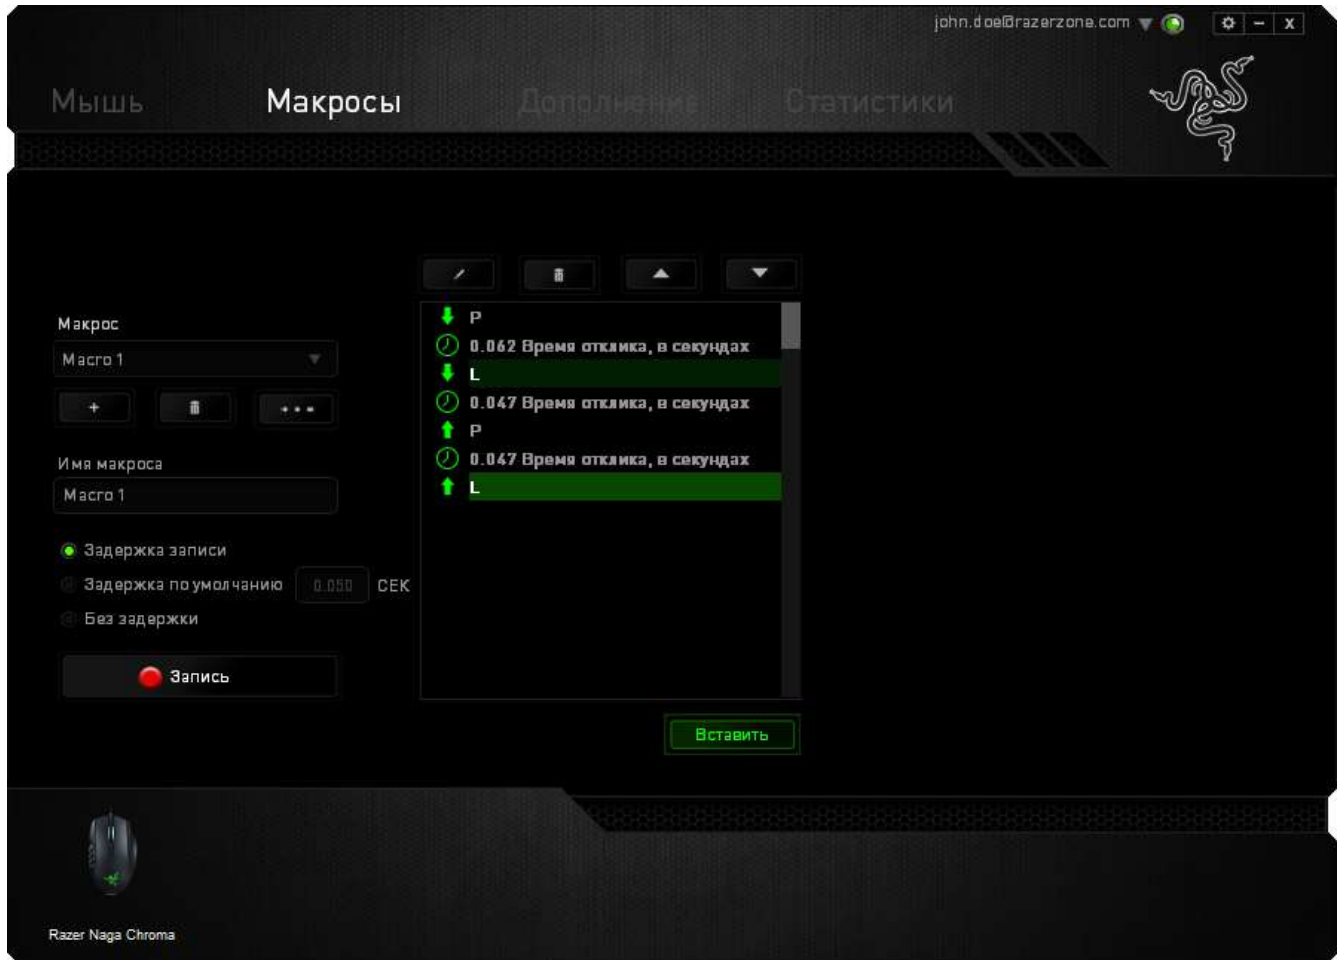 john.doe@razerzone.com
Мышь Макросы Дополнение Статистики
Макрос
Macro 1
Имя макроса
Macro 1
Задержка записи
Задержка по умолчанию 0.050 СЕК
Без задержки
Запись
P
0.062 Время отклика, в секундах
L
0.047 Время отклика, в секундах
P
0.047 Время отклика, в секундах
L
Вставить
Razer Naga Chroma